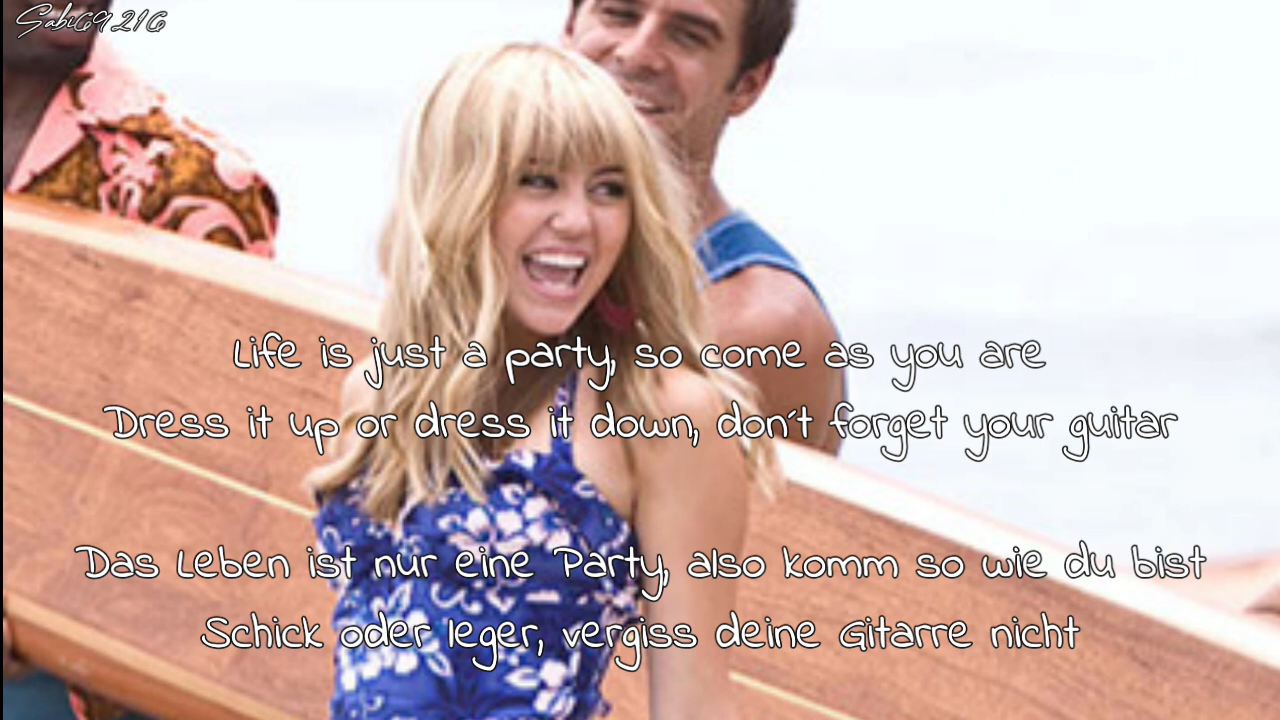 Sabi69216
Life is just a party, so come as you are
Dress it up or dress it down, don´t forget your guitar
Das Leben ist nur eine Party, also komm so wie du bist
Schick oder leger, vergiss deine Gitarre nicht